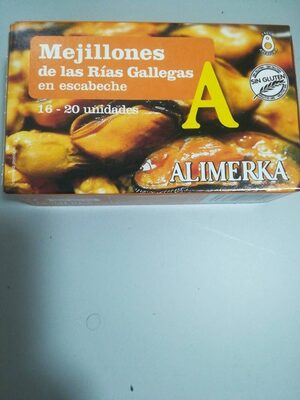 Mejillones
de las Rías Gallegas
en escabeche
16 - 20 unidades
SIN GLUTEN
A
ALIMERKA